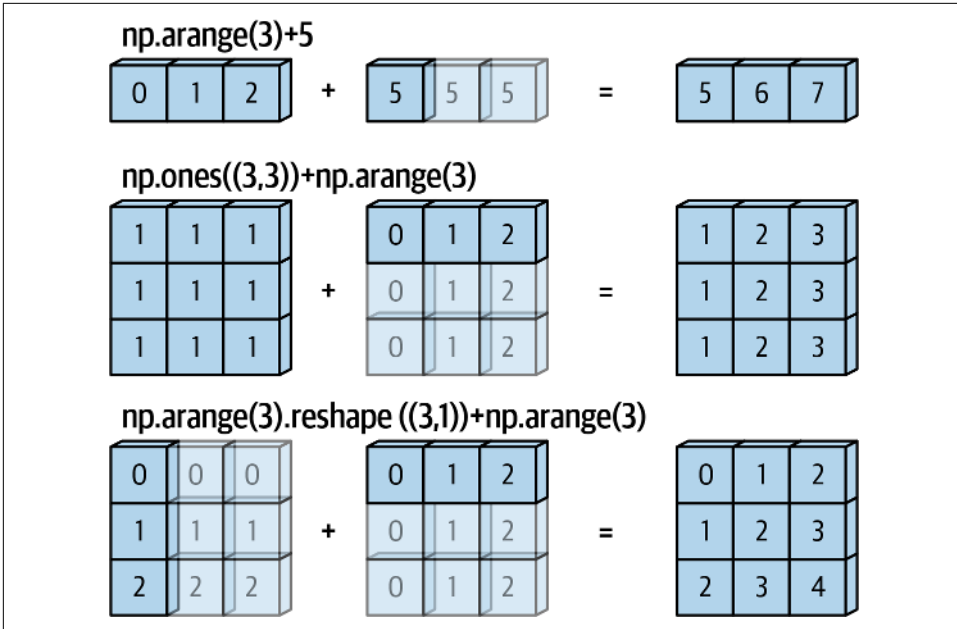 np.arange(3)+5
0 1 2 + 5 5 5 = 5 6 7
np.ones((3,3))+np.arange(3)
1 1 1 0 1 2 1 2 3
1 1 1 + 0 1 2 = 1 2 3
1 1 1 0 1 2 1 2 3
np.arange(3).reshape ((3,1))+np.arange(3)
0 0 0 0 1 2 0 1 2
1 1 1 + 0 1 2 = 1 2 3
2 2 2 0 1 2 2 3 4